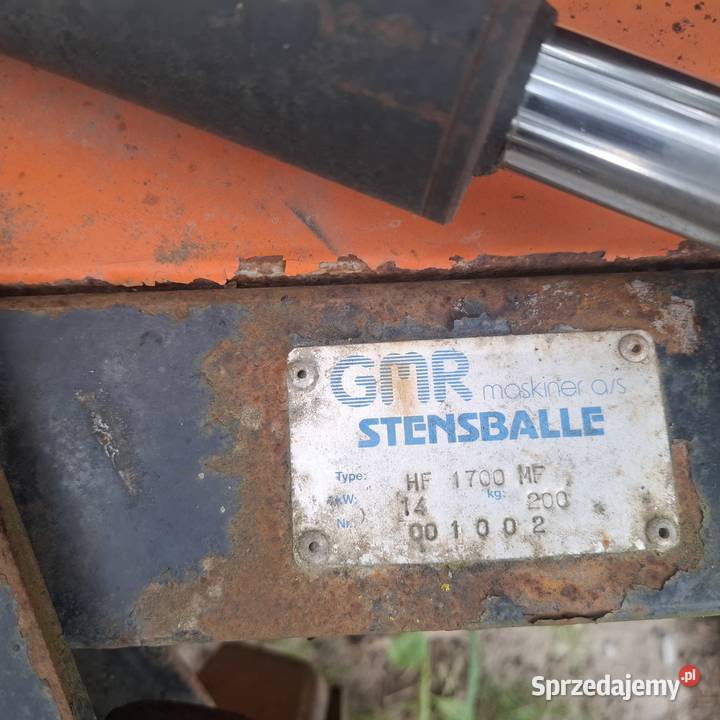 GMR maskiner a/s
STENSBALLE
Type: HF 1700 MF
kW: 14 kg: 200
Nr. 001002
Sprzedajemy.pl